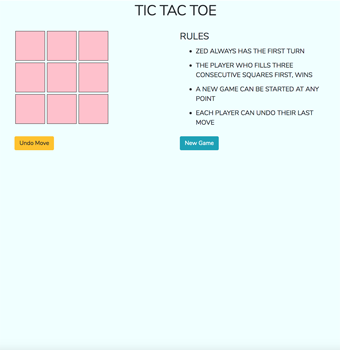 TIC TAC TOE
RULES
ZED ALWAYS HAS THE FIRST TURN
THE PLAYER WHO FILLS THREE
CONSECUTIVE SQUARES FIRST, WINS
A NEW GAME CAN BE STARTED AT ANY
POINT
EACH PLAYER CAN UNDO THEIR LAST
MOVE
Undo Move
New Game